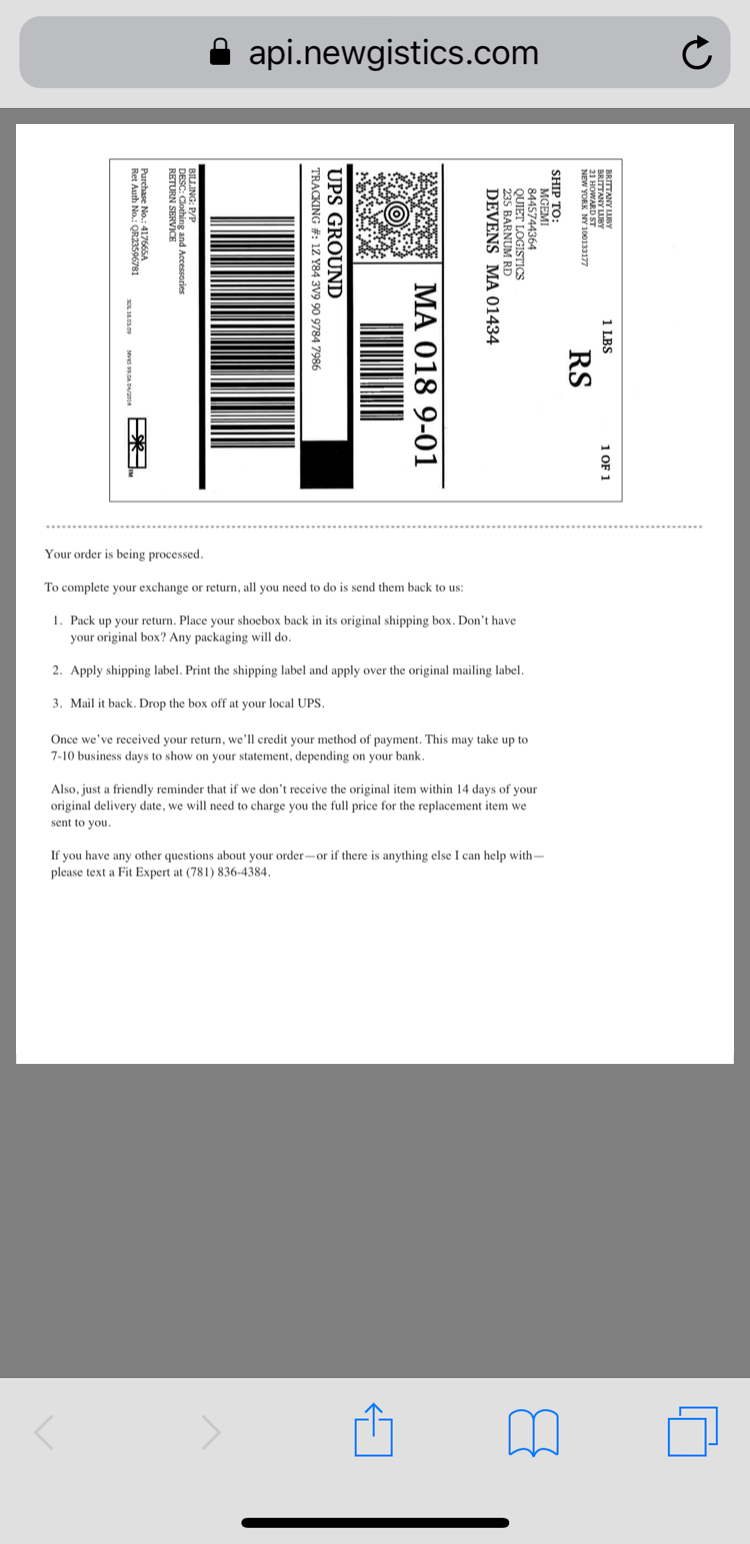 api.newgistics.com
BRITTANY LUBY
BRITTANY LUBY
21 HOWARD ST
NEW YORK NY 100133177
1 LBS
1 OF 1
RS
SHIP TO:
MGEMI
8445744364
QUIET LOGISTICS
235 BARNUM RD
DEVENS MA 01434
MA 018 9-01
UPS GROUND
TRACKING #: 1Z Y84 3V9 90 9784 7986
BILLING: P/P
DESC: Clothing and Accessories
RETURN SERVICE
Purchase No.: 417665A
Ret Auth No.: QR23596781
TM
Your order is being processed.
To complete your exchange or return, all you need to do is send them back to us:
1. Pack up your return. Place your shoebox back in its original shipping box. Don’t have
your original box? Any packaging will do.
2. Apply shipping label. Print the shipping label and apply over the original mailing label.
3. Mail it back. Drop the box off at your local UPS.
Once we’ve received your return, we’ll credit your method of payment. This may take up to
7-10 business days to show on your statement, depending on your bank.
Also, just a friendly reminder that if we don’t receive the original item within 14 days of your
original delivery date, we will need to charge you the full price for the replacement item we
sent to you.
If you have any other questions about your order—or if there is anything else I can help with—
please text a Fit Expert at (781) 836-4384.